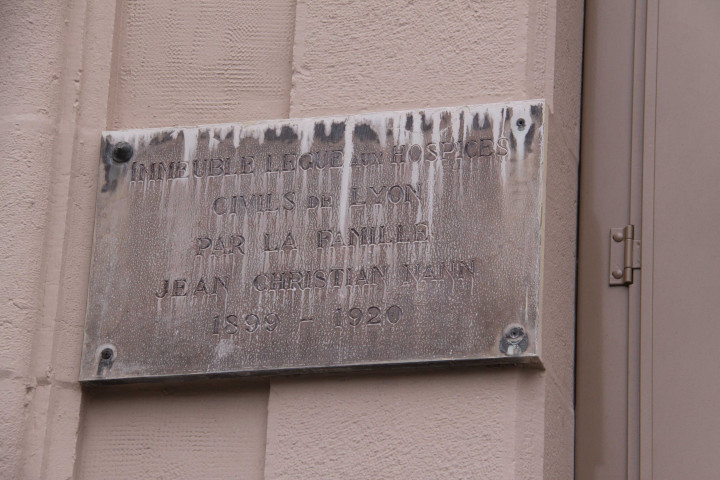 IMMEUBLE LEGUE AUX HOSPICES
CIVILS DE LYON
PAR LA FAMILLE
JEAN CHRISTIAN NANN
1899 - 1920